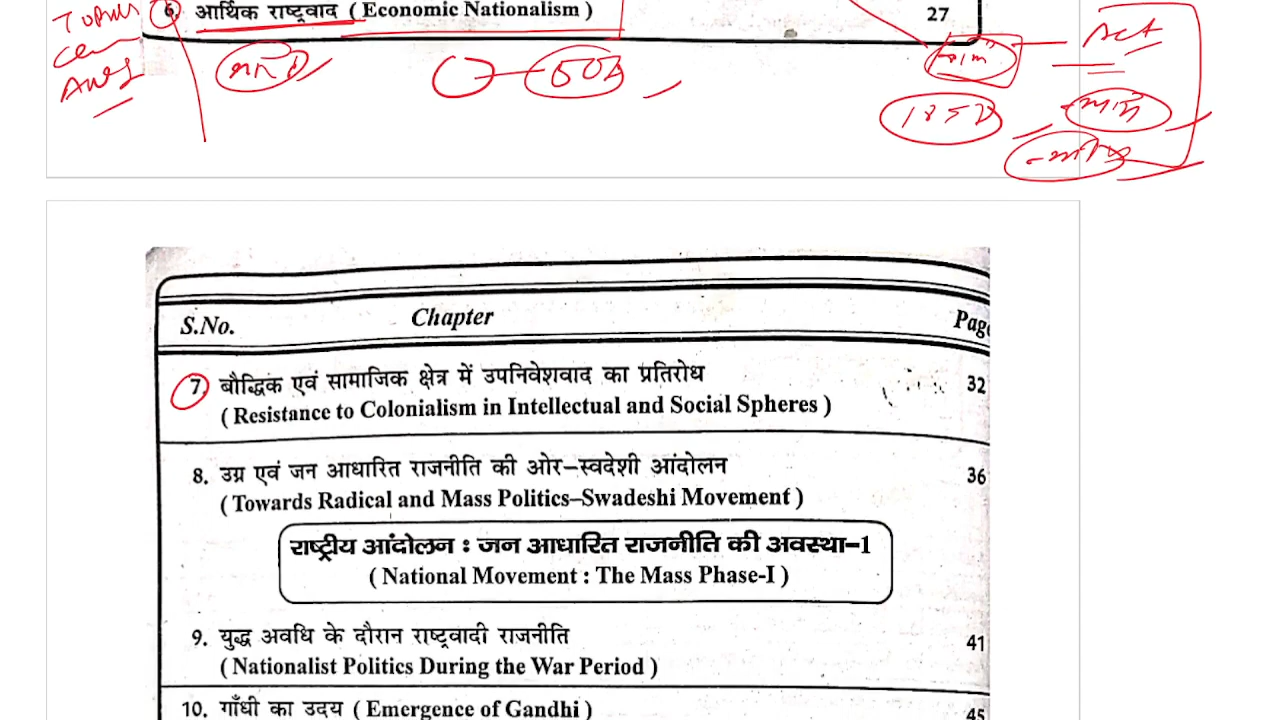 6. आर्थिक राष्ट्रवाद ( Economic Nationalism ) 27
Act
1858
S.No. Chapter Page
7. बौद्धिक एवं सामाजिक क्षेत्र में उपनिवेशवाद का प्रतिरोध 32
( Resistance to Colonialism in Intellectual and Social Spheres )
8. उग्र एवं जन आधारित राजनीति की ओर–स्वदेशी आंदोलन 36
( Towards Radical and Mass Politics–Swadeshi Movement )
राष्ट्रीय आंदोलन : जन आधारित राजनीति की अवस्था–1
( National Movement : The Mass Phase-I )
9. युद्ध अवधि के दौरान राष्ट्रवादी राजनीति 41
( Nationalist Politics During the War Period )
10. गाँधी का उदय ( Emergence of Gandhi ) 45